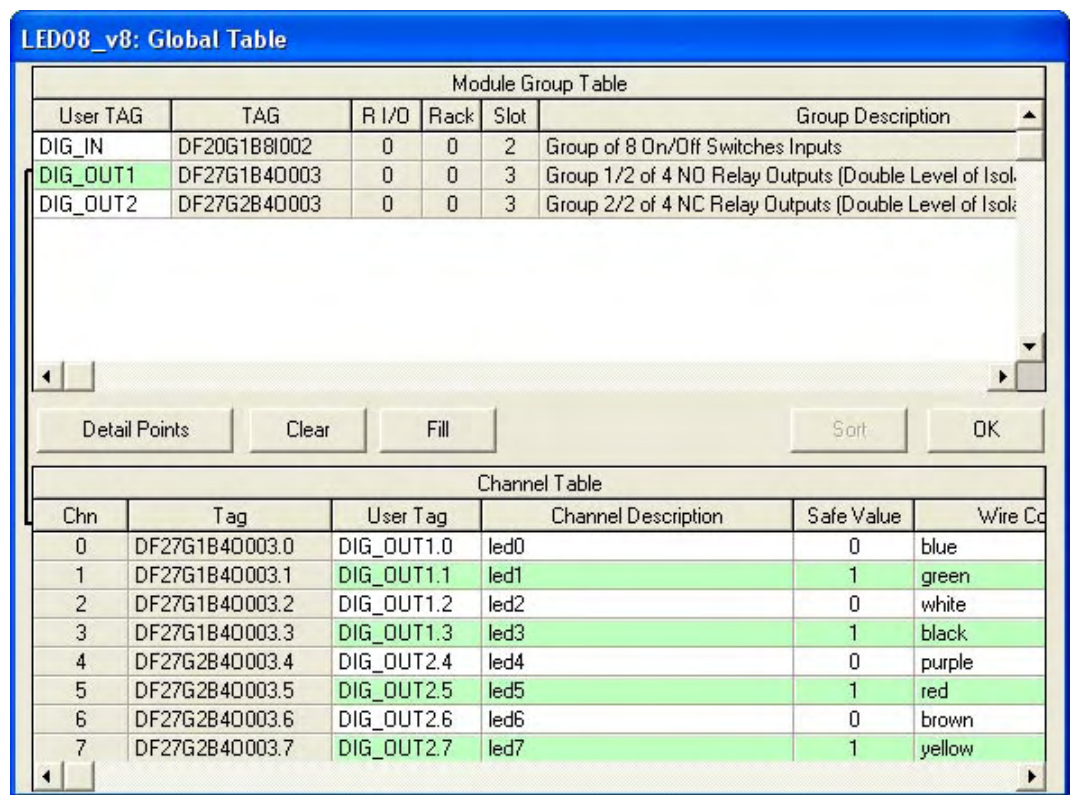 LED08_v8: Global Table
Module Group Table
User TAG TAG R I/O Rack Slot Group Description
DIG_IN DF20G1B8I002 0 0 2 Group of 8 On/Off Switches Inputs
DIG_OUT1 DF27G1B4O003 0 0 3 Group 1/2 of 4 NO Relay Outputs (Double Level of Isol
DIG_OUT2 DF27G2B4O003 0 0 3 Group 2/2 of 4 NC Relay Outputs (Double Level of Isola
Detail Points Clear Fill Sort OK
Channel Table
Chn Tag User Tag Channel Description Safe Value Wire Co
0 DF27G1B4O003.0 DIG_OUT1.0 led0 0 blue
1 DF27G1B4O003.1 DIG_OUT1.1 led1 1 green
2 DF27G1B4O003.2 DIG_OUT1.2 led2 0 white
3 DF27G1B4O003.3 DIG_OUT1.3 led3 1 black
4 DF27G2B4O003.4 DIG_OUT2.4 led4 0 purple
5 DF27G2B4O003.5 DIG_OUT2.5 led5 1 red
6 DF27G2B4O003.6 DIG_OUT2.6 led6 0 brown
7 DF27G2B4O003.7 DIG_OUT2.7 led7 1 yellow